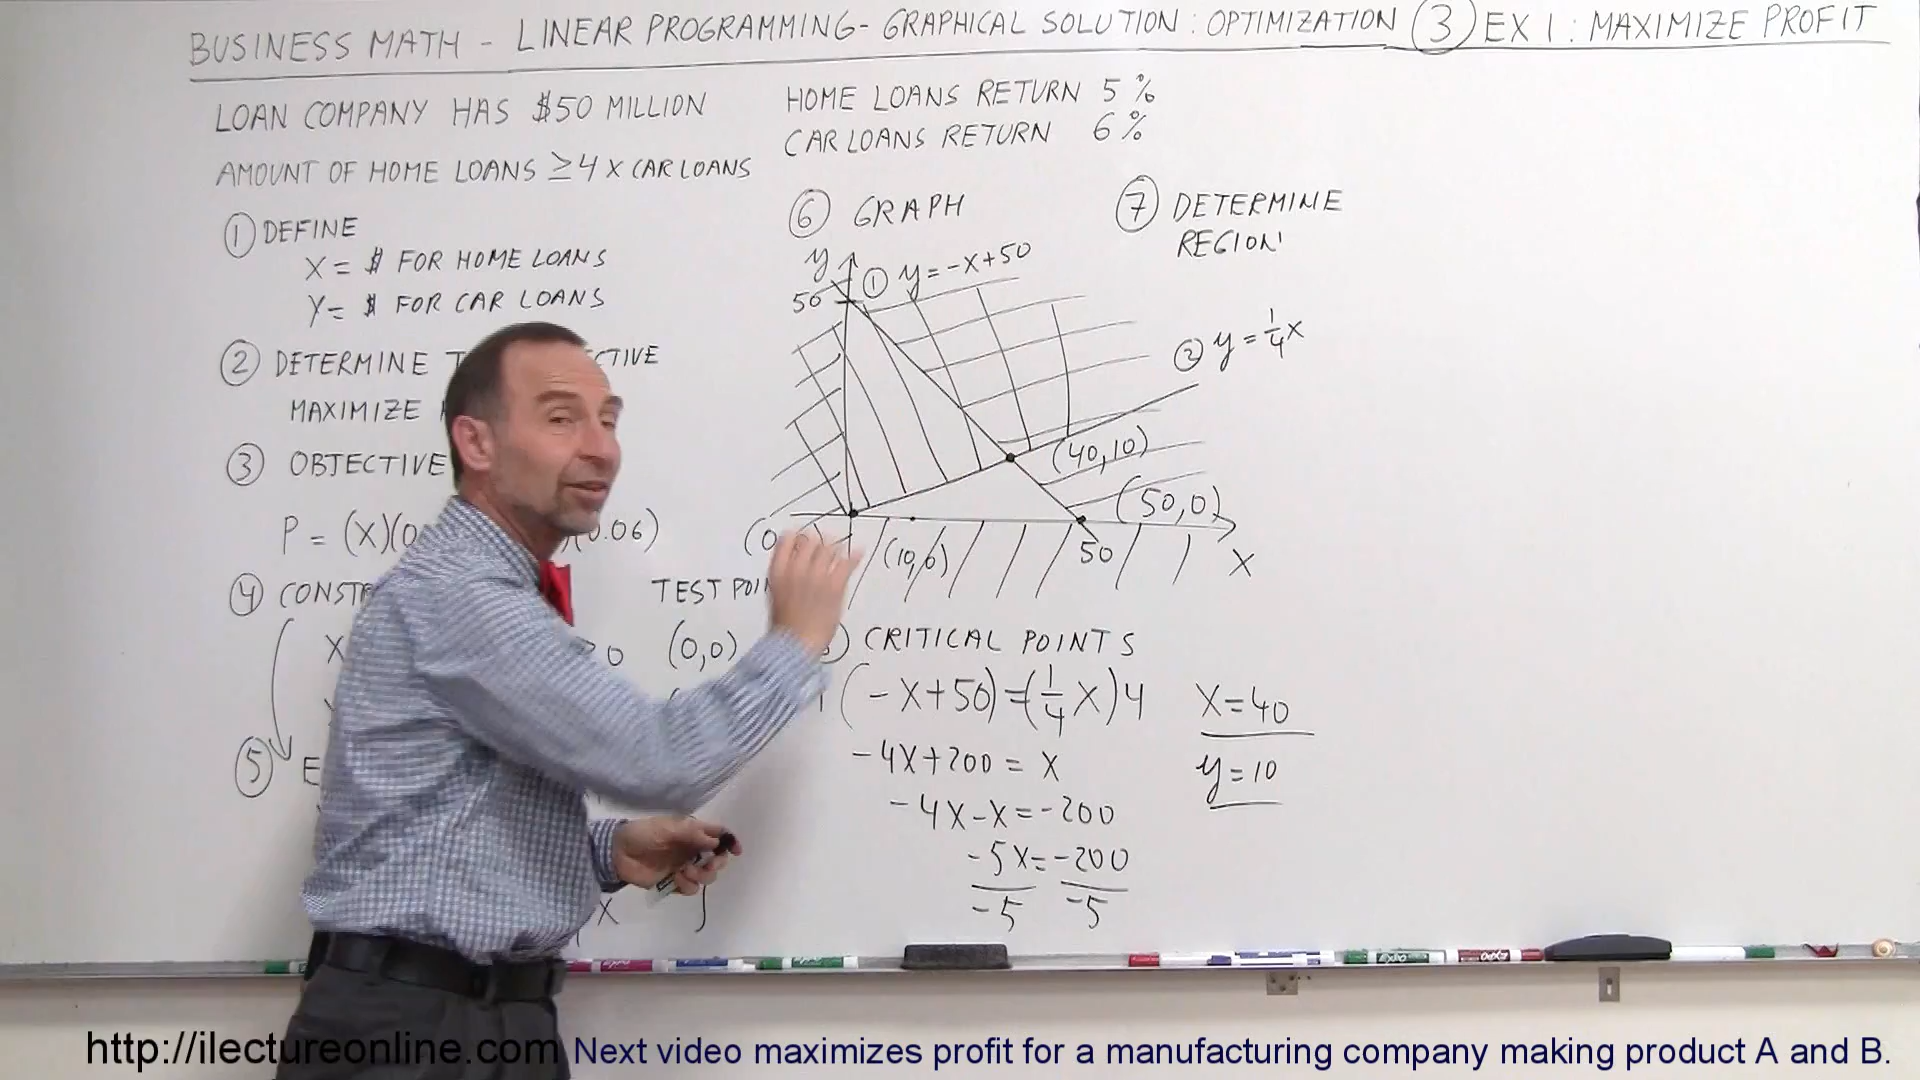 BUSINESS MATH - LINEAR PROGRAMMING - GRAPHICAL SOLUTION : OPTIMIZATION ③ EX 1 : MAXIMIZE PROFIT
LOAN COMPANY HAS $50 MILLION
AMOUNT OF HOME LOANS ≥ 4 X CAR LOANS
HOME LOANS RETURN 5 %
CAR LOANS RETURN 6 %
① DEFINE
X = $ FOR HOME LOANS
Y = $ FOR CAR LOANS
② DETERMINE
MAXIMIZE
③ OBJECTIVE
P = (X)(0 0.06)
④
TEST
X ≥ 0 (0,0)
⑤ E
X
⑥ GRAPH
y
50
① y = -X + 50
② y = 1/4 X
(40,10)
(50,0)
(10,0)
50
X
⑦ DETERMINE
REGION
CRITICAL POINTS
(-X+50) = (1/4 X) 4
-4X+200 = X
-4X-X = -200
-5X = -200
-5 -5
X = 40
y = 10
EXPO
http://ilectureonline.com
Next video maximizes profit for a manufacturing company making product A and B.